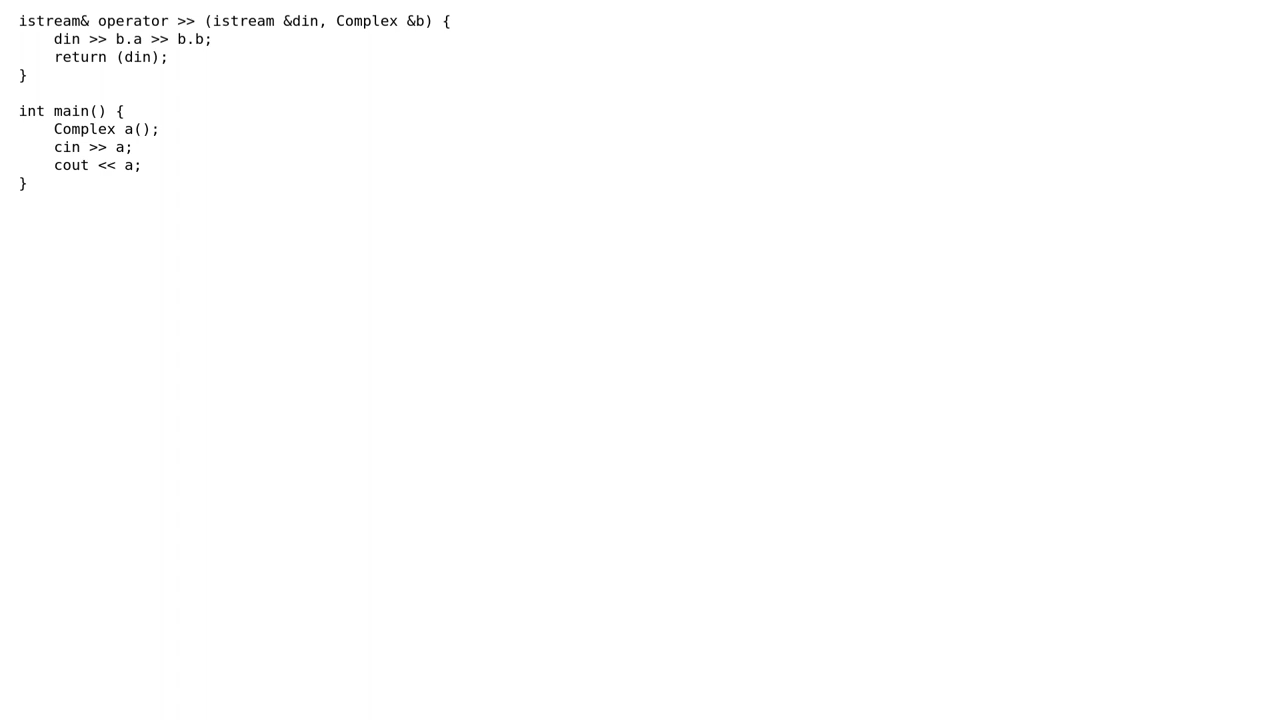 istream& operator >> (istream &din, Complex &b) {
    din >> b.a >> b.b;
    return (din);
}

int main() {
    Complex a();
    cin >> a;
    cout << a;
}